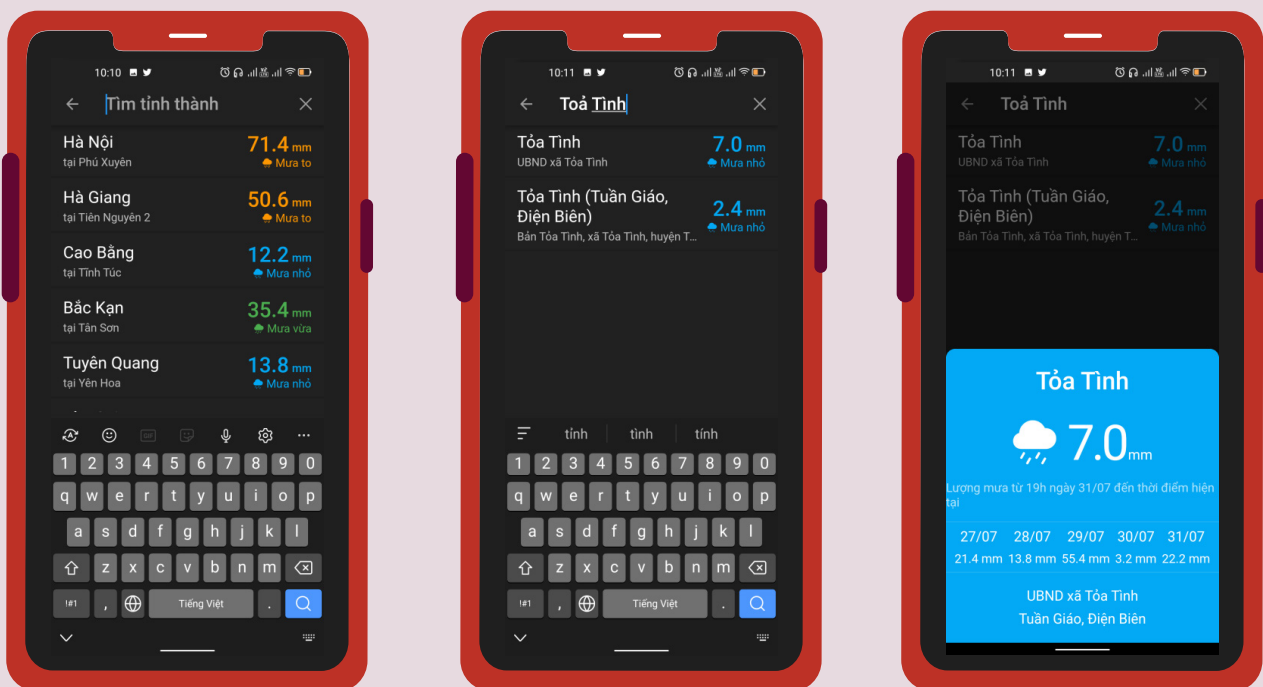 10:10
Tìm tỉnh thành
Hà Nội
71.4 mm
tại Phú Xuyên
Mưa to
Hà Giang
50.6 mm
tại Tiên Nguyên 2
Mưa to
Cao Bằng
12.2 mm
tại Tĩnh Túc
Mưa nhỏ
Bắc Kạn
35.4 mm
tại Tân Sơn
Mưa vừa
Tuyên Quang
13.8 mm
tại Yên Hoa
Mưa nhỏ
GIF
1 2 3 4 5 6 7 8 9 0
q w e r t y u i o p
a s d f g h j k l
z x c v b n m
!#1 , Tiếng Việt .
10:11
Toả Tình
Tỏa Tình
7.0 mm
UBND xã Tỏa Tình
Mưa nhỏ
Tỏa Tình (Tuần Giáo,
Điện Biên)
2.4 mm
Mưa nhỏ
Bản Tỏa Tình, xã Tỏa Tình, huyện T...
tỉnh tình tính
1 2 3 4 5 6 7 8 9 0
q w e r t y u i o p
a s d f g h j k l
z x c v b n m
!#1 , Tiếng Việt .
10:11
Toả Tình
Tỏa Tình
7.0 mm
UBND xã Tỏa Tình
Mưa nhỏ
Tỏa Tình (Tuần Giáo,
Điện Biên)
2.4 mm
Mưa nhỏ
Bản Tỏa Tình, xã Tỏa Tình, huyện T...
Tỏa Tình
7.0 mm
Lượng mưa từ 19h ngày 31/07 đến thời điểm hiện
tại
27/07 28/07 29/07 30/07 31/07
21.4 mm 13.8 mm 55.4 mm 3.2 mm 22.2 mm
UBND xã Tỏa Tình
Tuần Giáo, Điện Biên